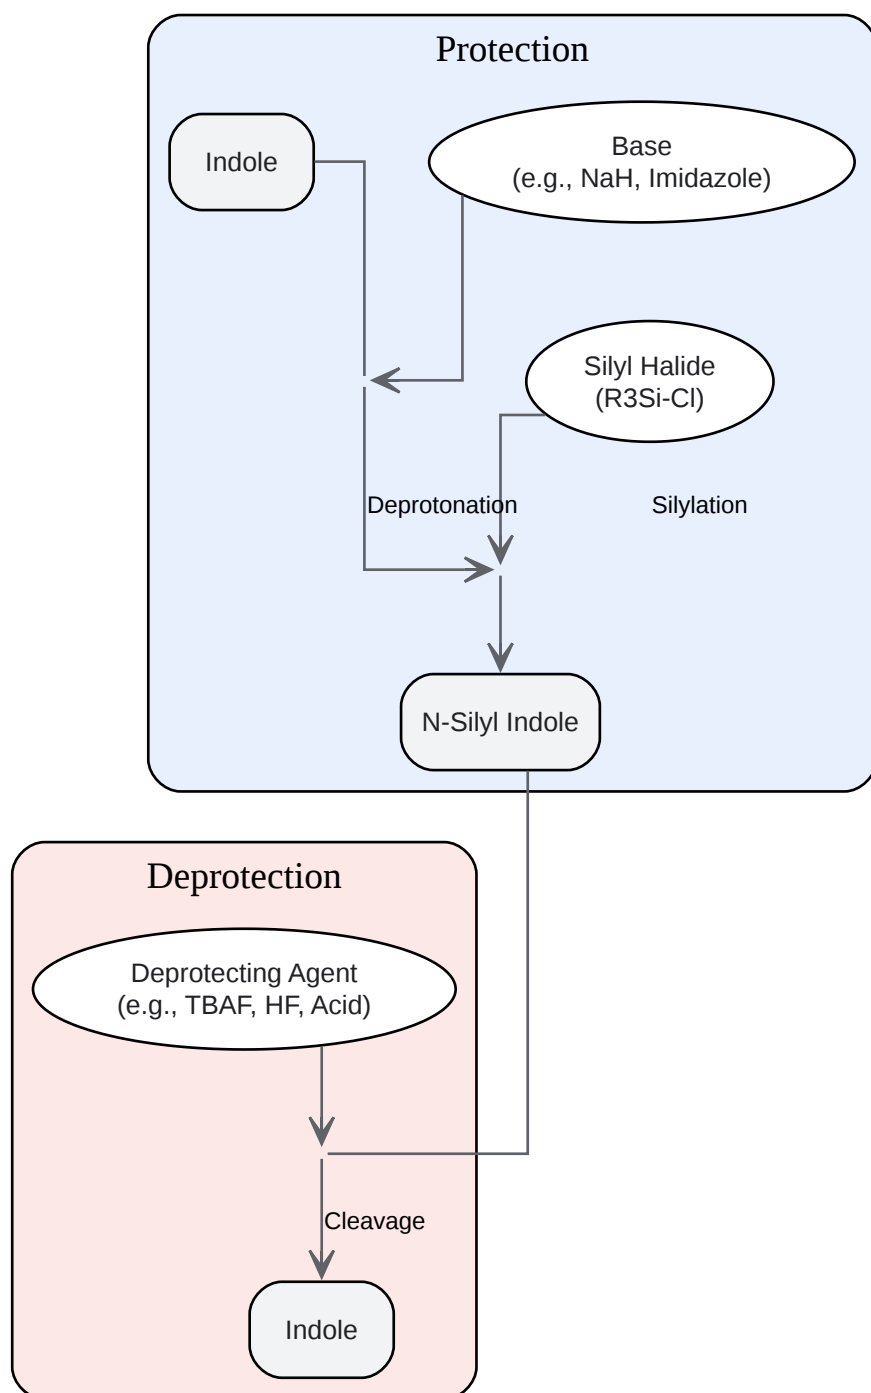 Protection
Indole
Base
(e.g., NaH, Imidazole)
Silyl Halide
(R3Si-Cl)
Deprotonation
Silylation
N-Silyl Indole
Deprotection
Deprotecting Agent
(e.g., TBAF, HF, Acid)
Cleavage
Indole